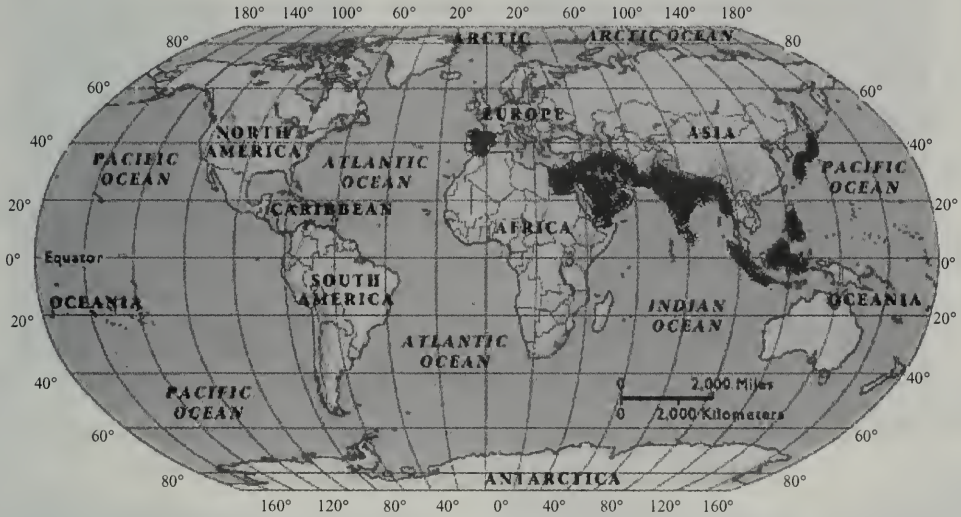 180° 140° 100° 60° 20° 20° 60° 100° 140° 180°
80° ARCTIC ARCTIC OCEAN 80°
60° 60°
EUROPE
NORTH
AMERICA
ASIA
40° 40°
PACIFIC
OCEAN
ATLANTIC
OCEAN
PACIFIC
OCEAN
20° CARIBBEAN 20°
AFRICA
Equator 0° 0°
SOUTH
AMERICA
OCEANIA
INDIAN
OCEAN
OCEANIA
20° 20°
ATLANTIC
OCEAN
40° 40°
PACIFIC
OCEAN
0 2,000 Miles
0 2,000 Kilometers
60° 60°
80° ANTARCTICA 80°
160° 120° 80° 40° 0° 40° 80° 120° 160°